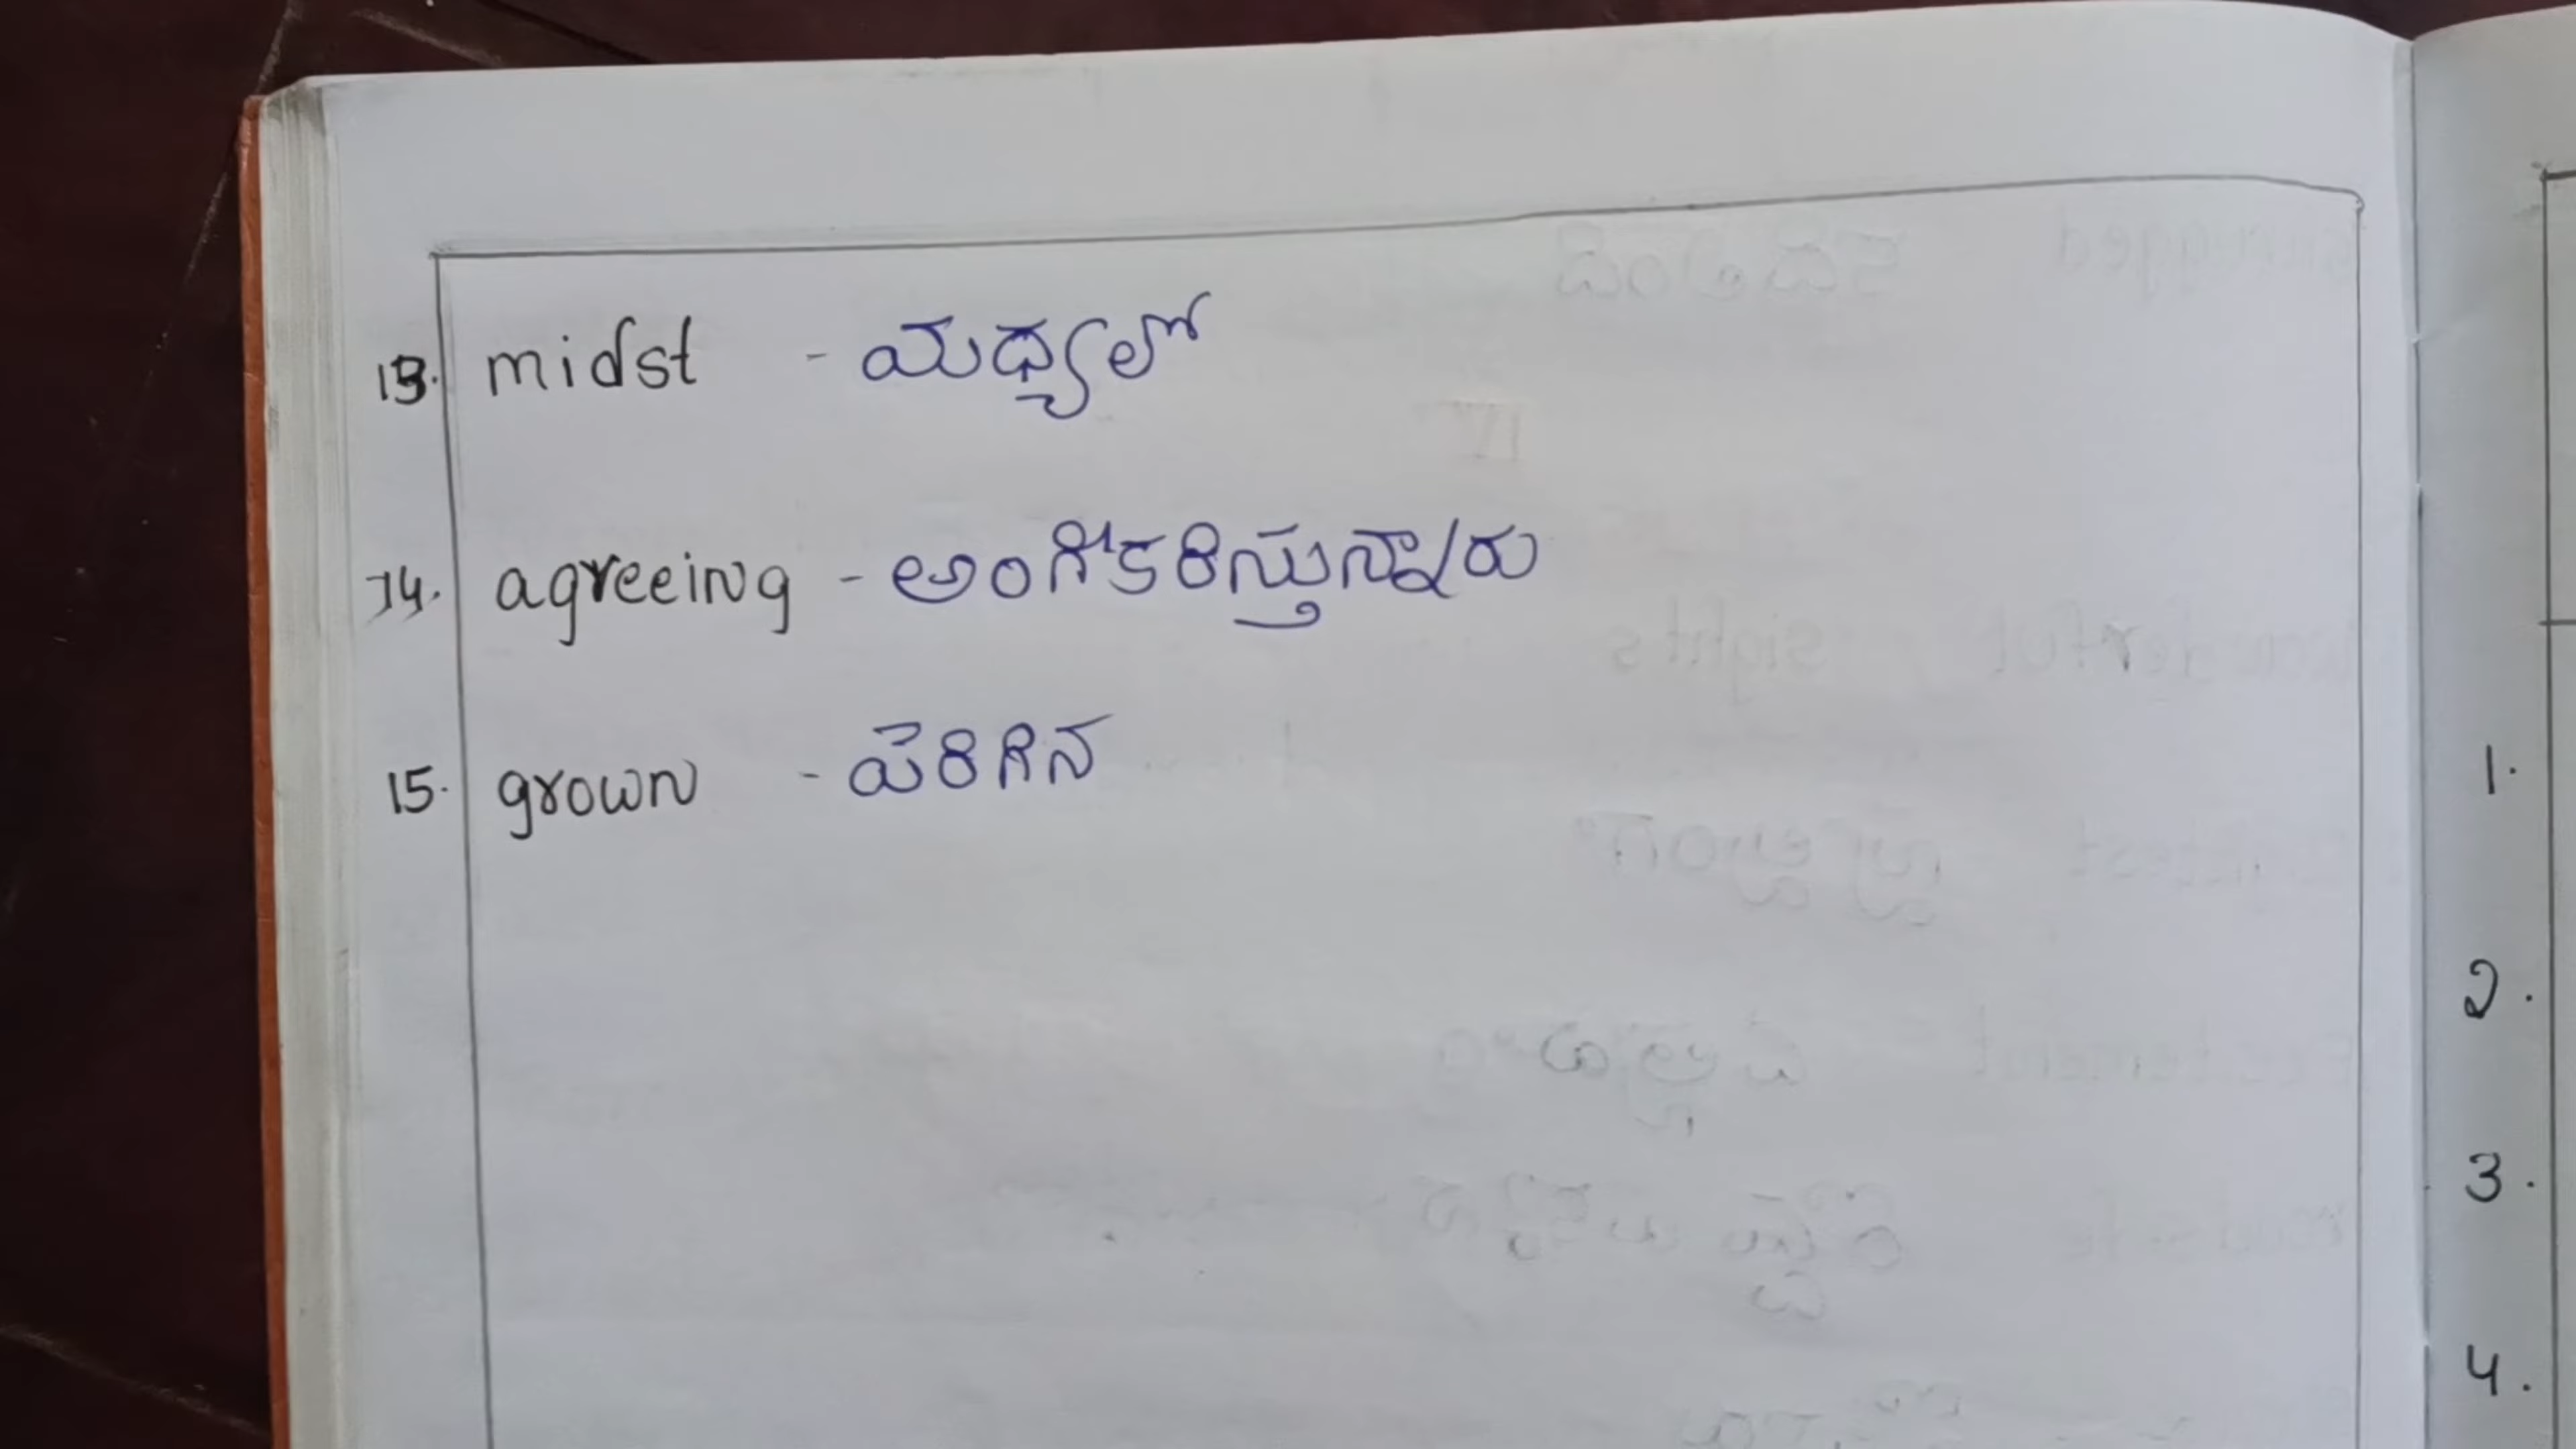 13. midst - మధ్యలో
14. agreeing - అంగీకరిస్తున్నారు
15. grown - పెరిగిన
1.
2.
3.
4.